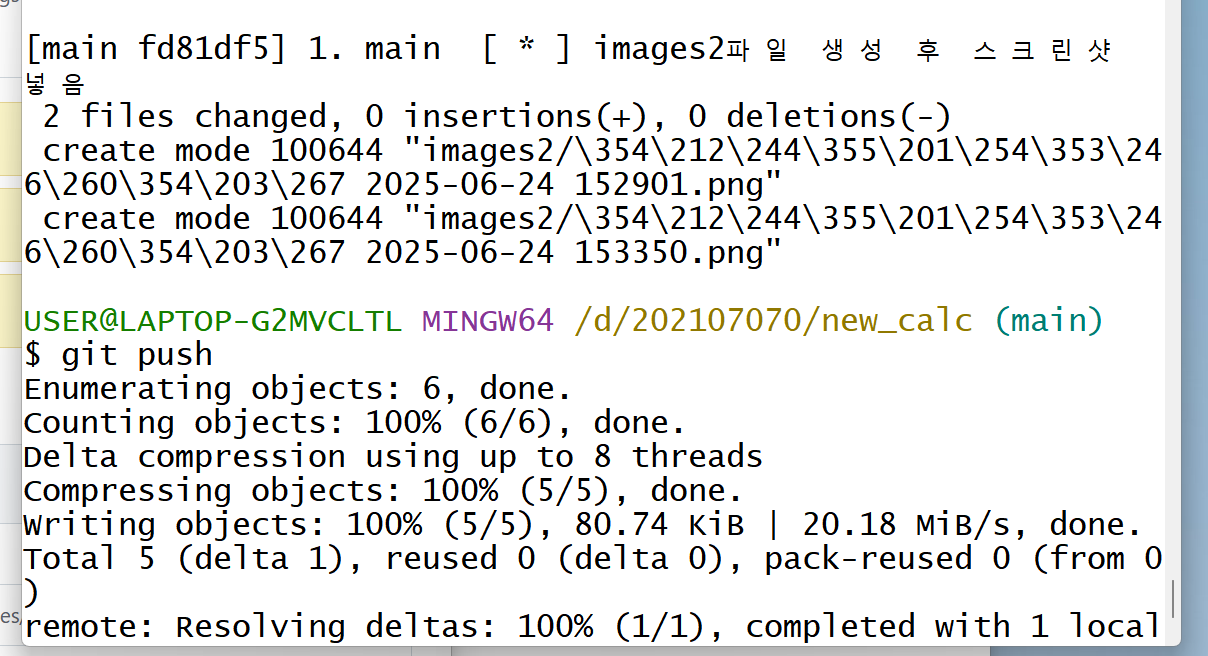 [main fd81df5] 1. main  [ * ] images2파 일  생 성  후  스 크 린 샷
넣 음
 2 files changed, 0 insertions(+), 0 deletions(-)
 create mode 100644 "images2/\354\212\244\355\201\254\353\24
6\260\354\203\267 2025-06-24 152901.png"
 create mode 100644 "images2/\354\212\244\355\201\254\353\24
6\260\354\203\267 2025-06-24 153350.png"
USER@LAPTOP-G2MVCLTL MINGW64 /d/202107070/new_calc (main)
$ git push
Enumerating objects: 6, done.
Counting objects: 100% (6/6), done.
Delta compression using up to 8 threads
Compressing objects: 100% (5/5), done.
Writing objects: 100% (5/5), 80.74 KiB | 20.18 MiB/s, done.
Total 5 (delta 1), reused 0 (delta 0), pack-reused 0 (from 0
)
remote: Resolving deltas: 100% (1/1), completed with 1 local